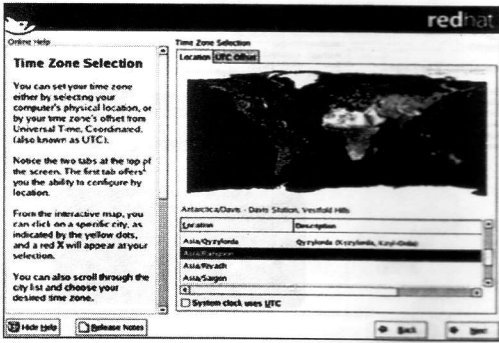 redhat
Online Help
Time Zone Selection
You can set your time zone
either by selecting your
computer's physical location, or
by your time zone's offset from
Universal Time, Coordinated,
(also known as UTC).
Notice the two tabs at the top of
the screen. The first tab offers
you the ability to configure by
location.
From the interactive map, you
can click on a specific city, as
indicated by the yellow dots,
and a red X will appear at your
selection.
You can also scroll through the
city list and choose your
desired time zone.
Time Zone Selection
Location UTC Offset
Antarctica/Davis - Davis Station, Vestfold Hills
Location Description
Asia/Qyzylorda Qyzylorda (Kyzylorda, Kzyl-Orda)
Asia/Rangoon
Asia/Riyadh
Asia/Saigon
System clock uses UTC
Hide Help Release Notes Back Next